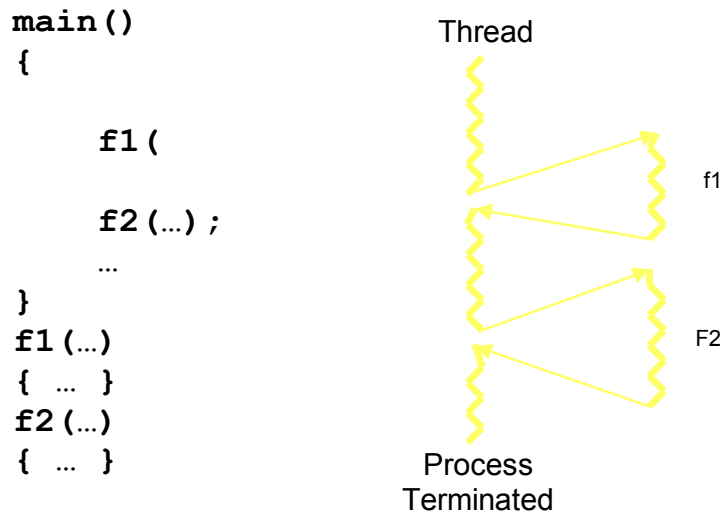 main()
{
f1(
f2(…);
…
}
f1(…)
{ … }
f2(…)
{ … }
Thread
f1
F2
Process
Terminated